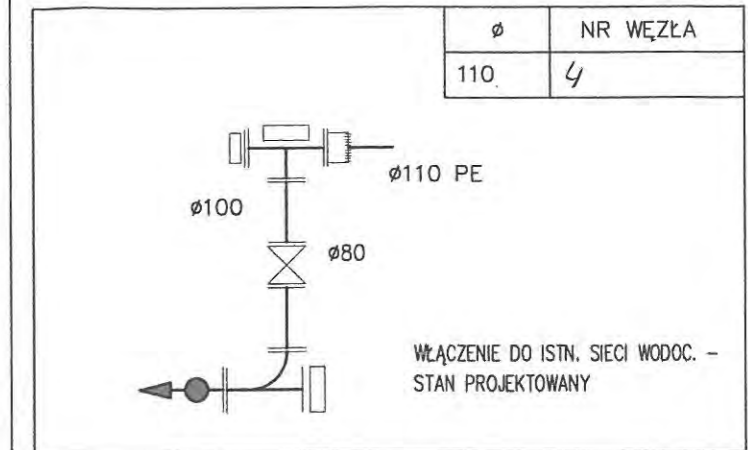 ø NR WĘZŁA
110 4
ø110 PE
ø100
ø80
WŁĄCZENIE DO ISTN. SIECI WODOC. –
STAN PROJEKTOWANY